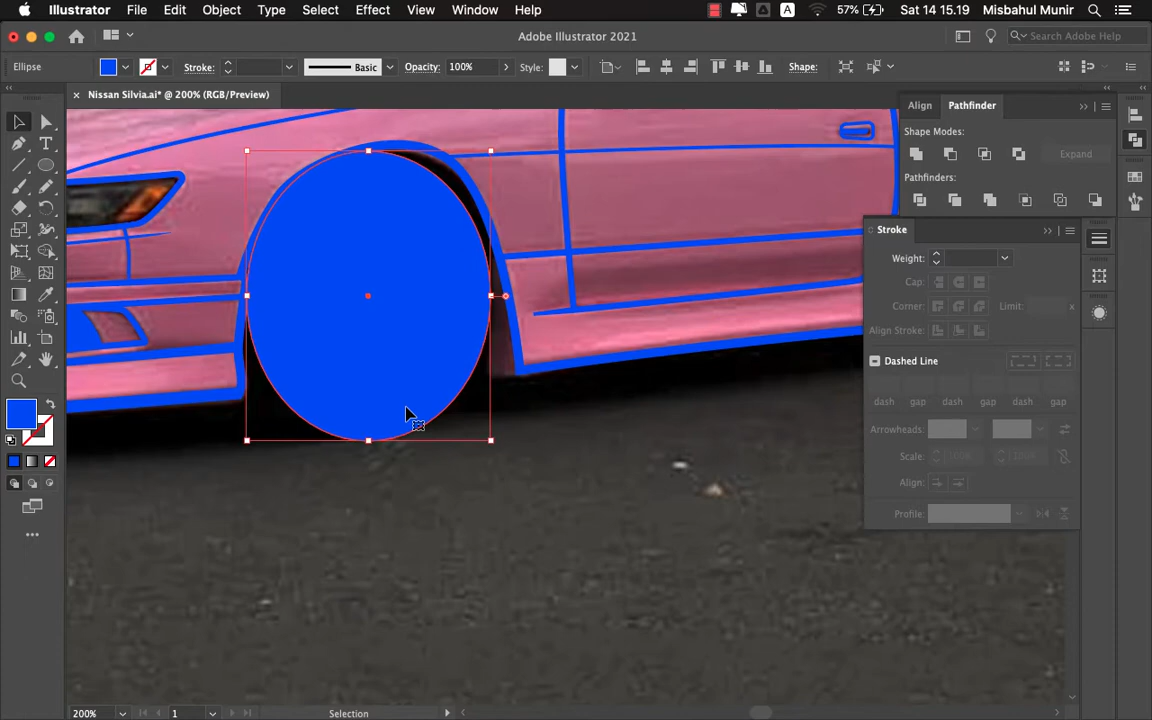 Illustrator File Edit Object Type Select Effect View Window Help A 57% Sat 14 15.19 Misbahul Munir
Adobe Illustrator 2021 Search Adobe Help
Ellipse Stroke: Basic Opacity: 100% Style: Shape:
× Nissan Silvia.ai* @ 200% (RGB/Preview)
Align Pathfinder
Shape Modes:
Expand
Pathfinders:
Stroke
Weight:
Cap:
Corner: Limit: x
Align Stroke:
Dashed Line
dash gap dash gap dash gap
Arrowheads:
Scale: 100% 100%
Align:
Profile:
200% 1 Selection